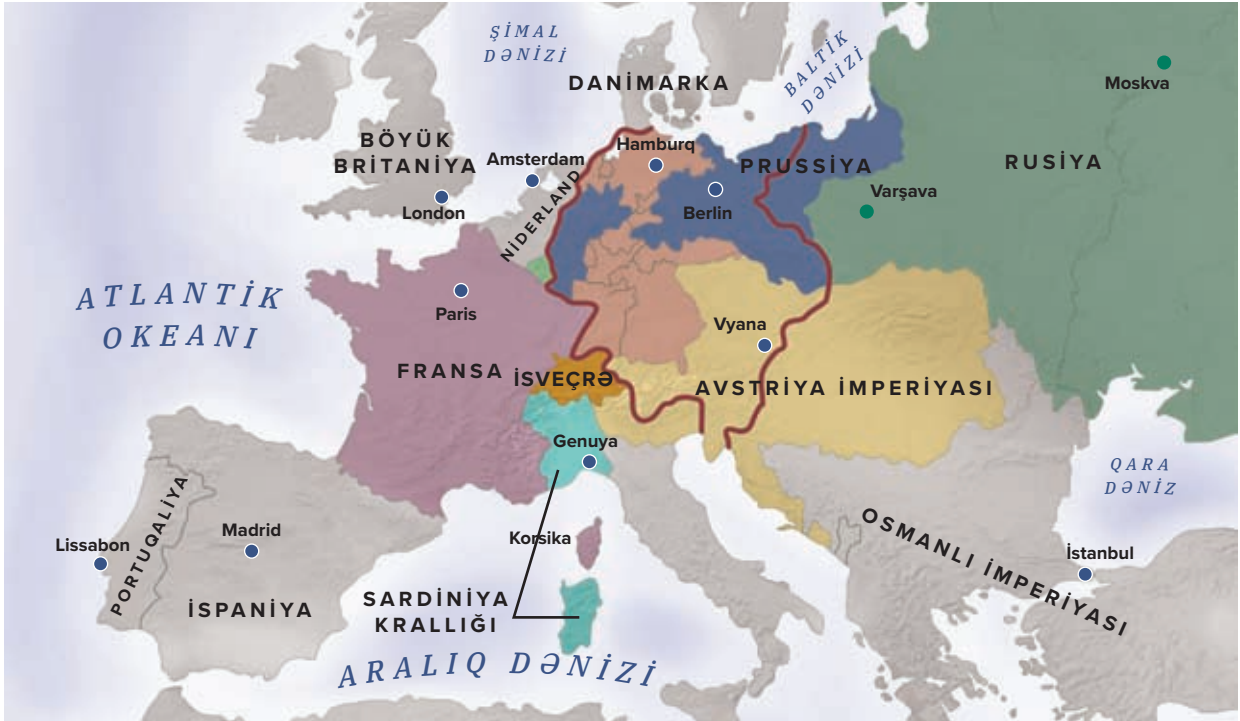 ŞİMAL
DƏNİZİ
BALTİK
DƏNİZİ
DANİMARKA
Moskva
BÖYÜK
BRİTANİYA
Amsterdam
Hamburq
PRUSSİYA
RUSİYA
London
NİDERLAND
Berlin
Varşava
ATLANTİK
OKEANI
Paris
Vyana
FRANSA
İSVEÇRƏ
AVSTRİYA İMPERİYASI
Genuya
QARA
DƏNİZ
PORTUQALİYA
Madrid
Lissabon
Korsika
OSMANLI İMPERİYASI
İstanbul
İSPANİYA
SARDİNİYA
KRALLIĞI
ARALIQ DƏNİZİ